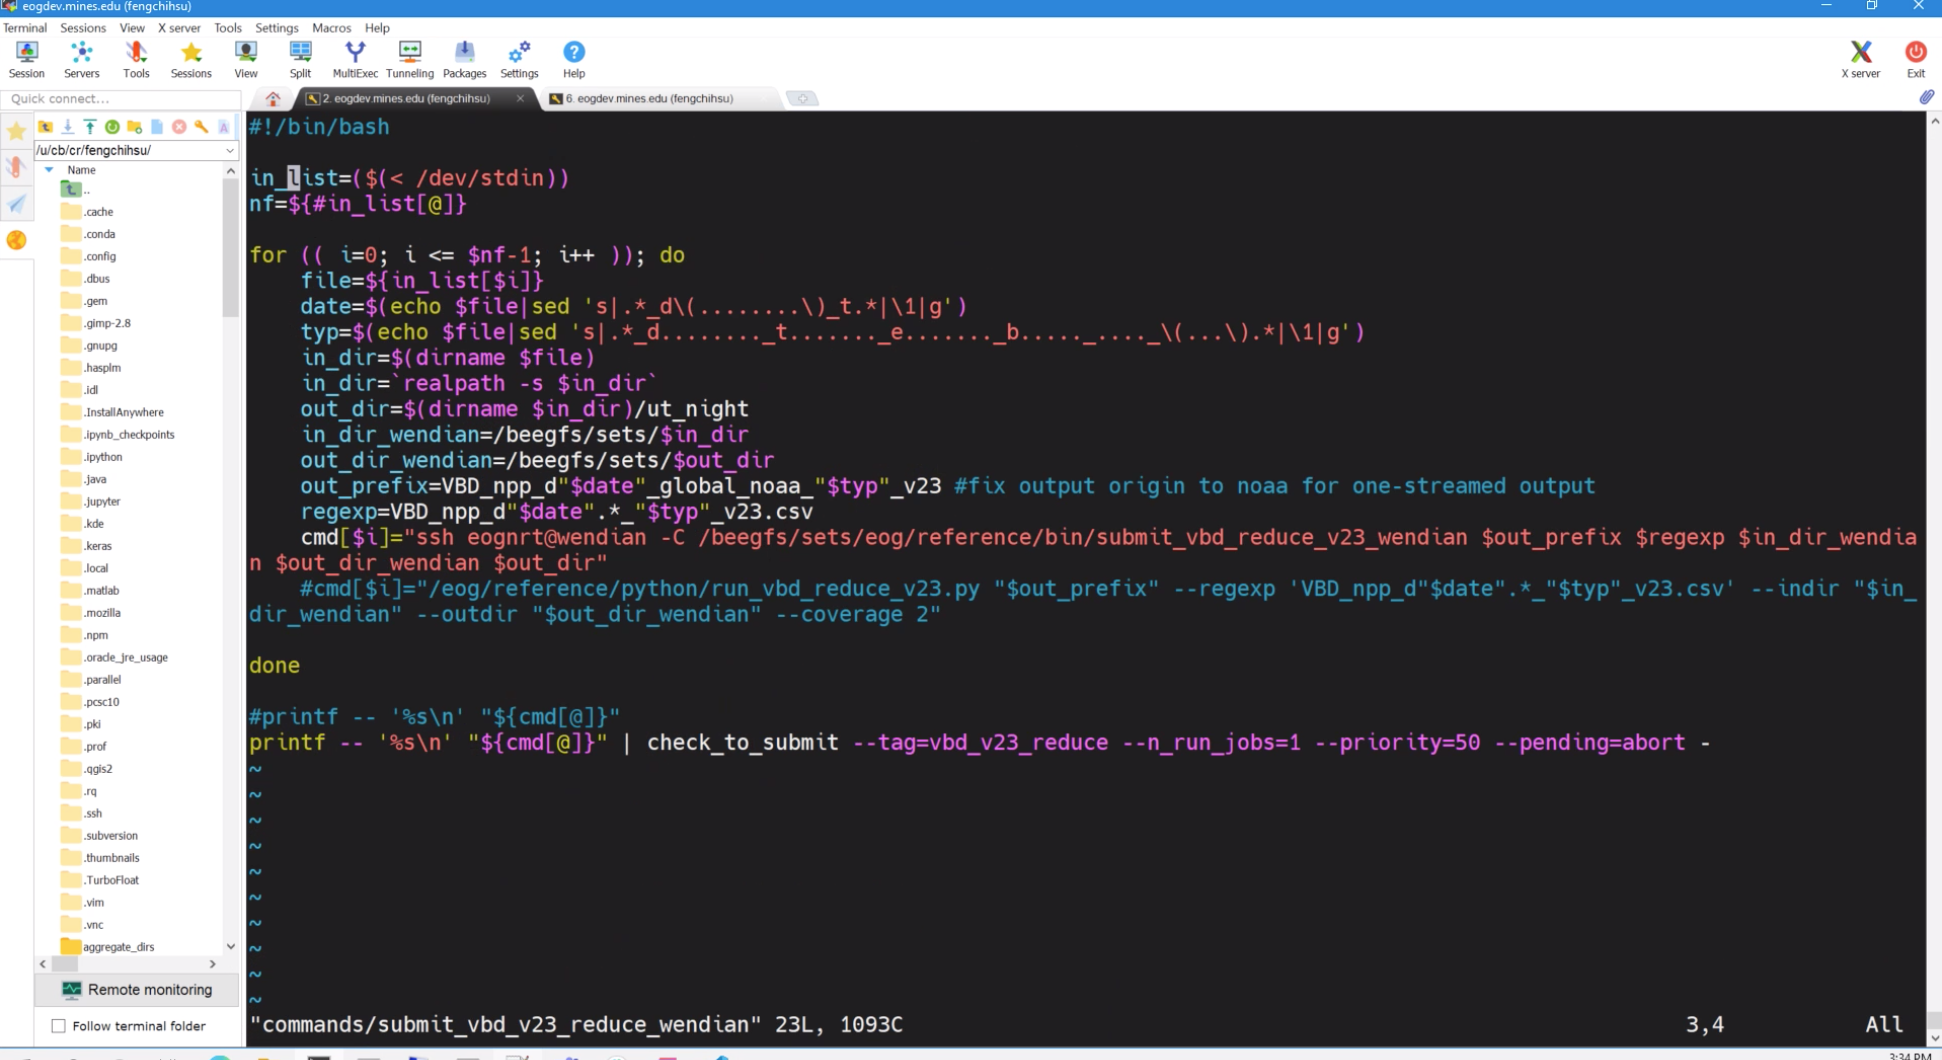 eogdev.mines.edu (fengchihsu)
Terminal Sessions View X server Tools Settings Macros Help
Session Servers Tools Sessions View Split MultiExec Tunneling Packages Settings Help X server Exit
Quick connect...
2. eogdev.mines.edu (fengchihsu)
6. eogdev.mines.edu (fengchihsu)
/u/cb/cr/fengchihsu/
Name
..
.cache
.conda
.config
.dbus
.gem
.gimp-2.8
.gnupg
.hasplm
.idl
.InstallAnywhere
.ipynb_checkpoints
.ipython
.java
.jupyter
.kde
.keras
.local
.matlab
.mozilla
.npm
.oracle_jre_usage
.parallel
.pcsc10
.pki
.prof
.qgis2
.rq
.ssh
.subversion
.thumbnails
.TurboFloat
.vim
.vnc
aggregate_dirs
Remote monitoring
Follow terminal folder
#!/bin/bash
in_list=($(< /dev/stdin))
nf=${#in_list[@]}
for (( i=0; i <= $nf-1; i++ )); do
    file=${in_list[$i]}
    date=$(echo $file|sed 's|.*_d\(........\)_t.*|\1|g')
    typ=$(echo $file|sed 's|.*_d........_t......._e......._b....._...._\(...\).*|\1|g')
    in_dir=$(dirname $file)
    in_dir=`realpath -s $in_dir`
    out_dir=$(dirname $in_dir)/ut_night
    in_dir_wendian=/beegfs/sets/$in_dir
    out_dir_wendian=/beegfs/sets/$out_dir
    out_prefix=VBD_npp_d"$date"_global_noaa_"$typ"_v23 #fix output origin to noaa for one-streamed output
    regexp=VBD_npp_d"$date".*_"$typ"_v23.csv
    cmd[$i]="ssh eognrt@wendian -C /beegfs/sets/eog/reference/bin/submit_vbd_reduce_v23_wendian $out_prefix $regexp $in_dir_wendia
n $out_dir_wendian $out_dir"
    #cmd[$i]="/eog/reference/python/run_vbd_reduce_v23.py "$out_prefix" --regexp 'VBD_npp_d"$date".*_"$typ"_v23.csv' --indir "$in_
dir_wendian" --outdir "$out_dir_wendian" --coverage 2"
done
#printf -- '%s\n' "${cmd[@]}"
printf -- '%s\n' "${cmd[@]}" | check_to_submit --tag=vbd_v23_reduce --n_run_jobs=1 --priority=50 --pending=abort -
~
~
~
~
~
~
~
~
~
~
"commands/submit_vbd_v23_reduce_wendian" 23L, 1093C 3,4 All
3:34 PM